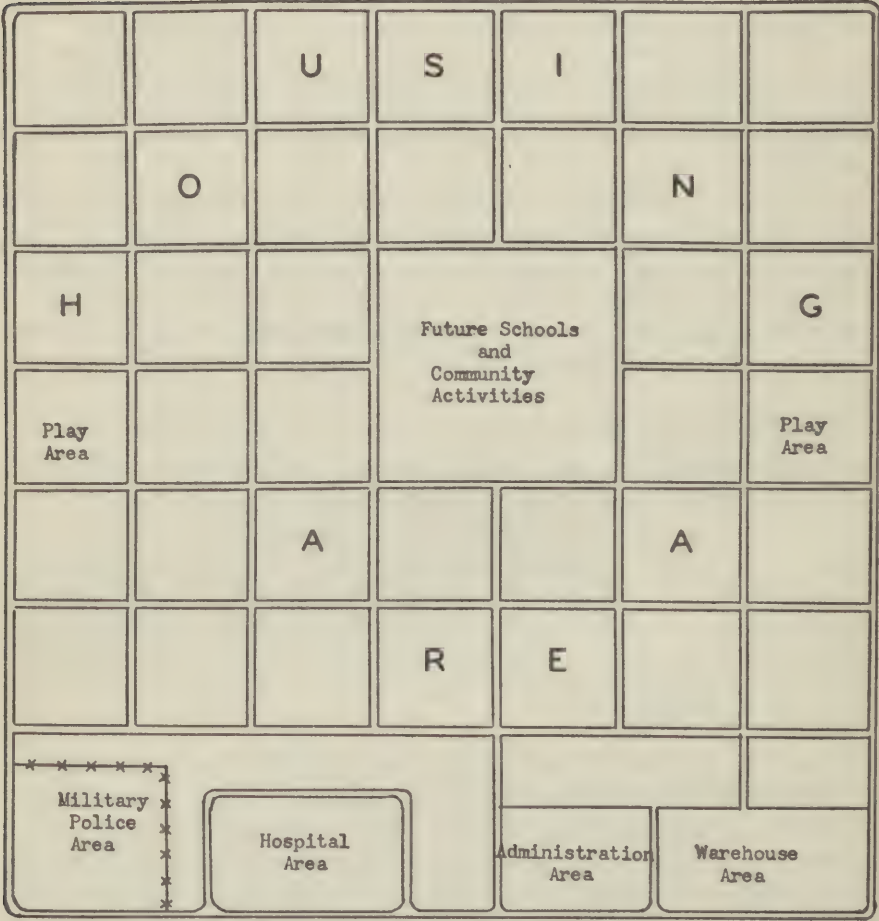 U S I
O N
H G
Future Schools
and
Community
Activities
Play
Area
Play
Area
A A
R E
Military
Police
Area
Hospital
Area
Administration
Area
Warehouse
Area